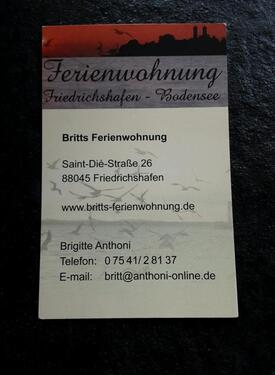 Ferienwohnung
Friedrichshafen - Bodensee
Britts Ferienwohnung
Saint-Dié-Straße 26
88045 Friedrichshafen
www.britts-ferienwohnung.de
Brigitte Anthoni
Telefon: 0 75 41/ 2 81 37
E-mail: britt@anthoni-online.de